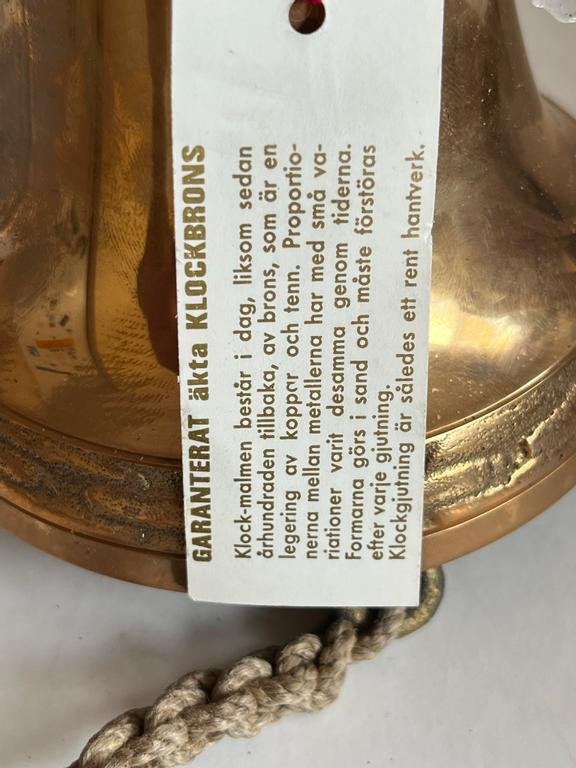 GARANTERAT äkta KLOCKBRONS
Klock-malmen består i dag, liksom sedan
århundraden tillbaka, av brons, som är en
legering av koppar och tenn. Proportio-
nerna mellan metallerna har med små va-
riationer varit desamma genom tiderna.
Formarna görs i sand och måste förstöras
efter varje gjutning.
Klockgjutning är således ett rent hantverk.